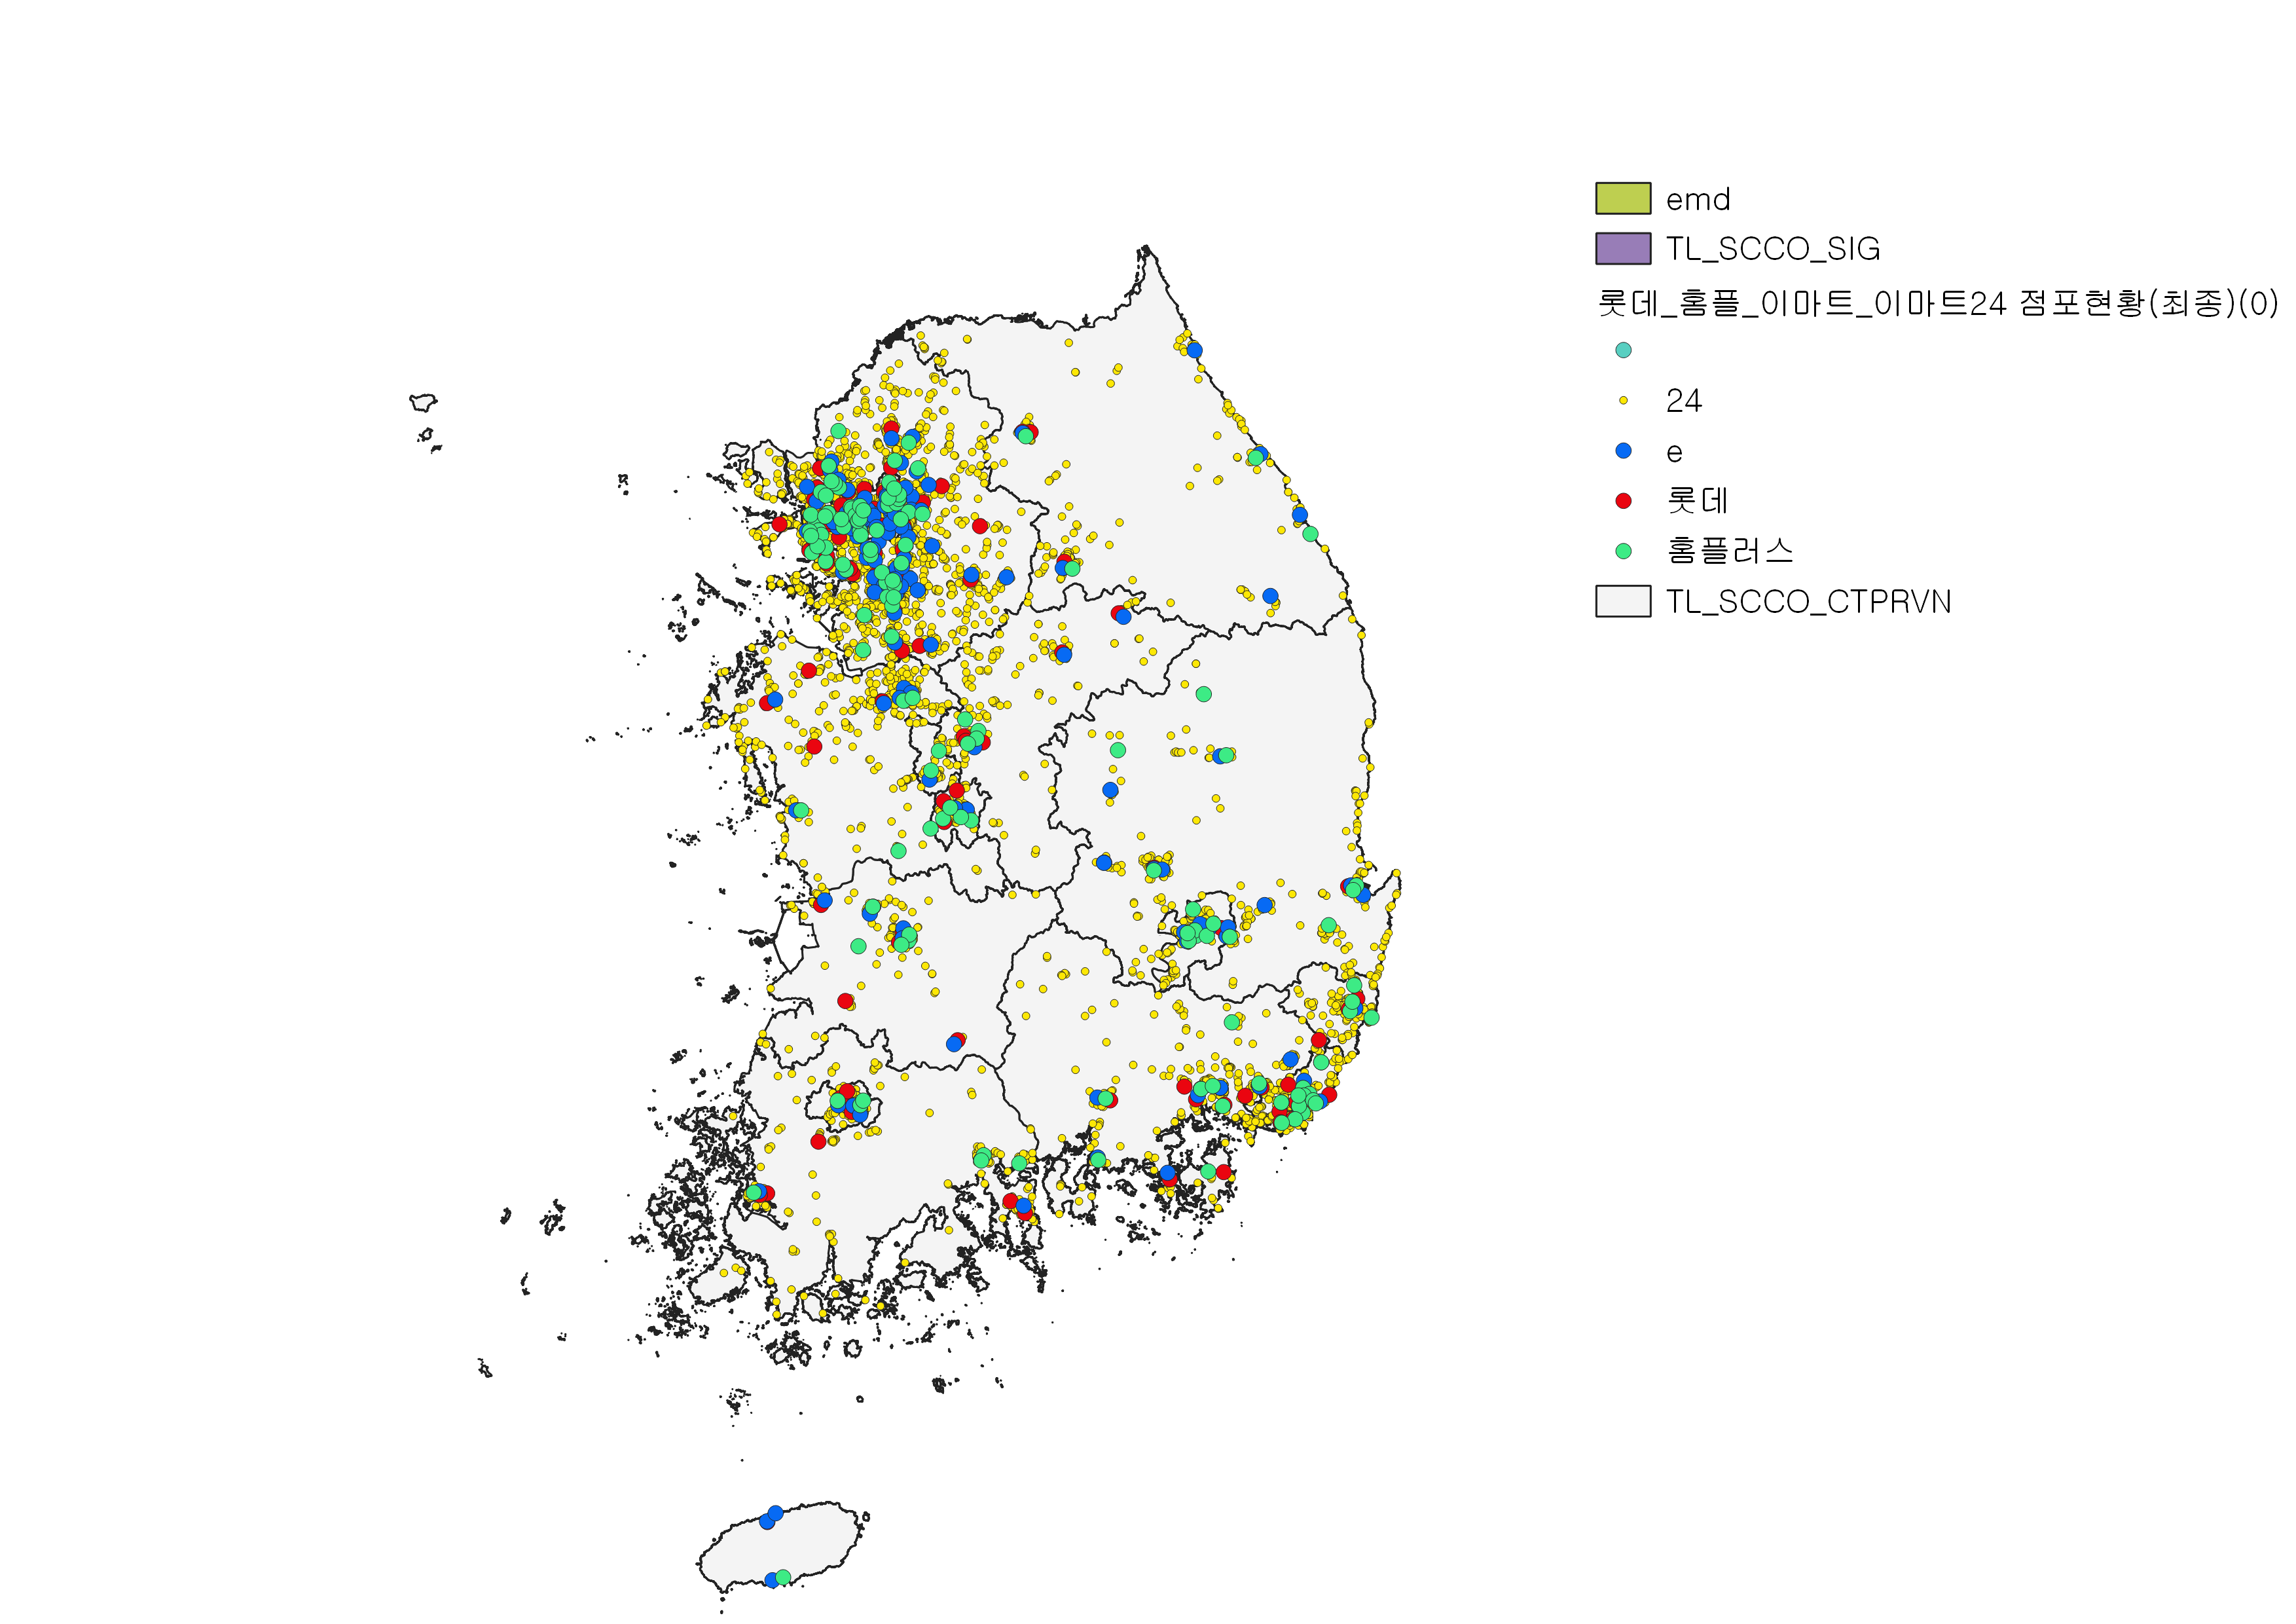 emd
TL_SCCO_SIG
롯데_홈플_이마트_이마트24 점포현황(최종)(0)
24
e
롯데
홈플러스
TL_SCCO_CTPRVN